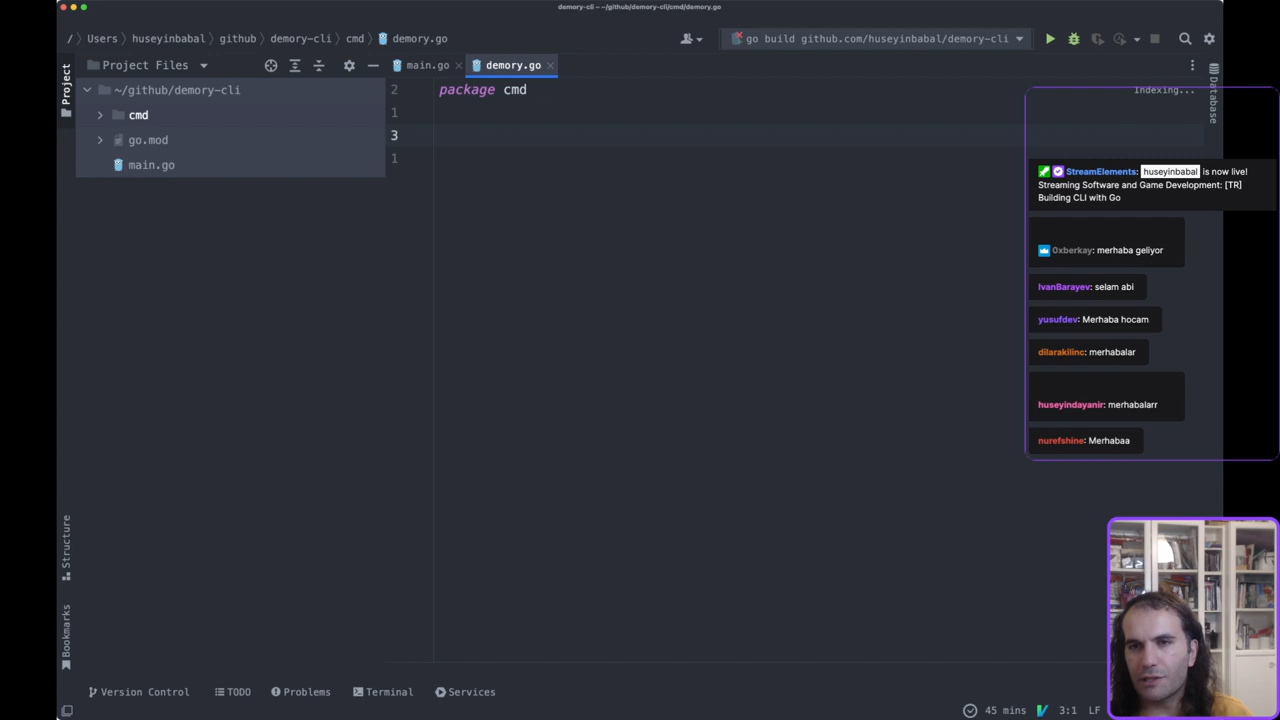 demory-cli – ~/github/demory-cli/cmd/demory.go
/ Users huseyinbabal github demory-cli cmd demory.go
go build github.com/huseyinbabal/demory-cli
Project
Project Files
main.go
demory.go
~/github/demory-cli
cmd
go.mod
main.go
2 package cmd
1
3
1
Indexing...
Database
StreamElements: huseyinbabal is now live!
Streaming Software and Game Development: [TR]
Building CLI with Go
0xberkay: merhaba geliyor
IvanBarayev: selam abi
yusufdev: Merhaba hocam
dilarakilinc: merhabalar
huseyindayanir: merhabalarr
nurefshine: Merhabaa
Structure
Bookmarks
Version Control TODO Problems Terminal Services
45 mins 3:1 LF